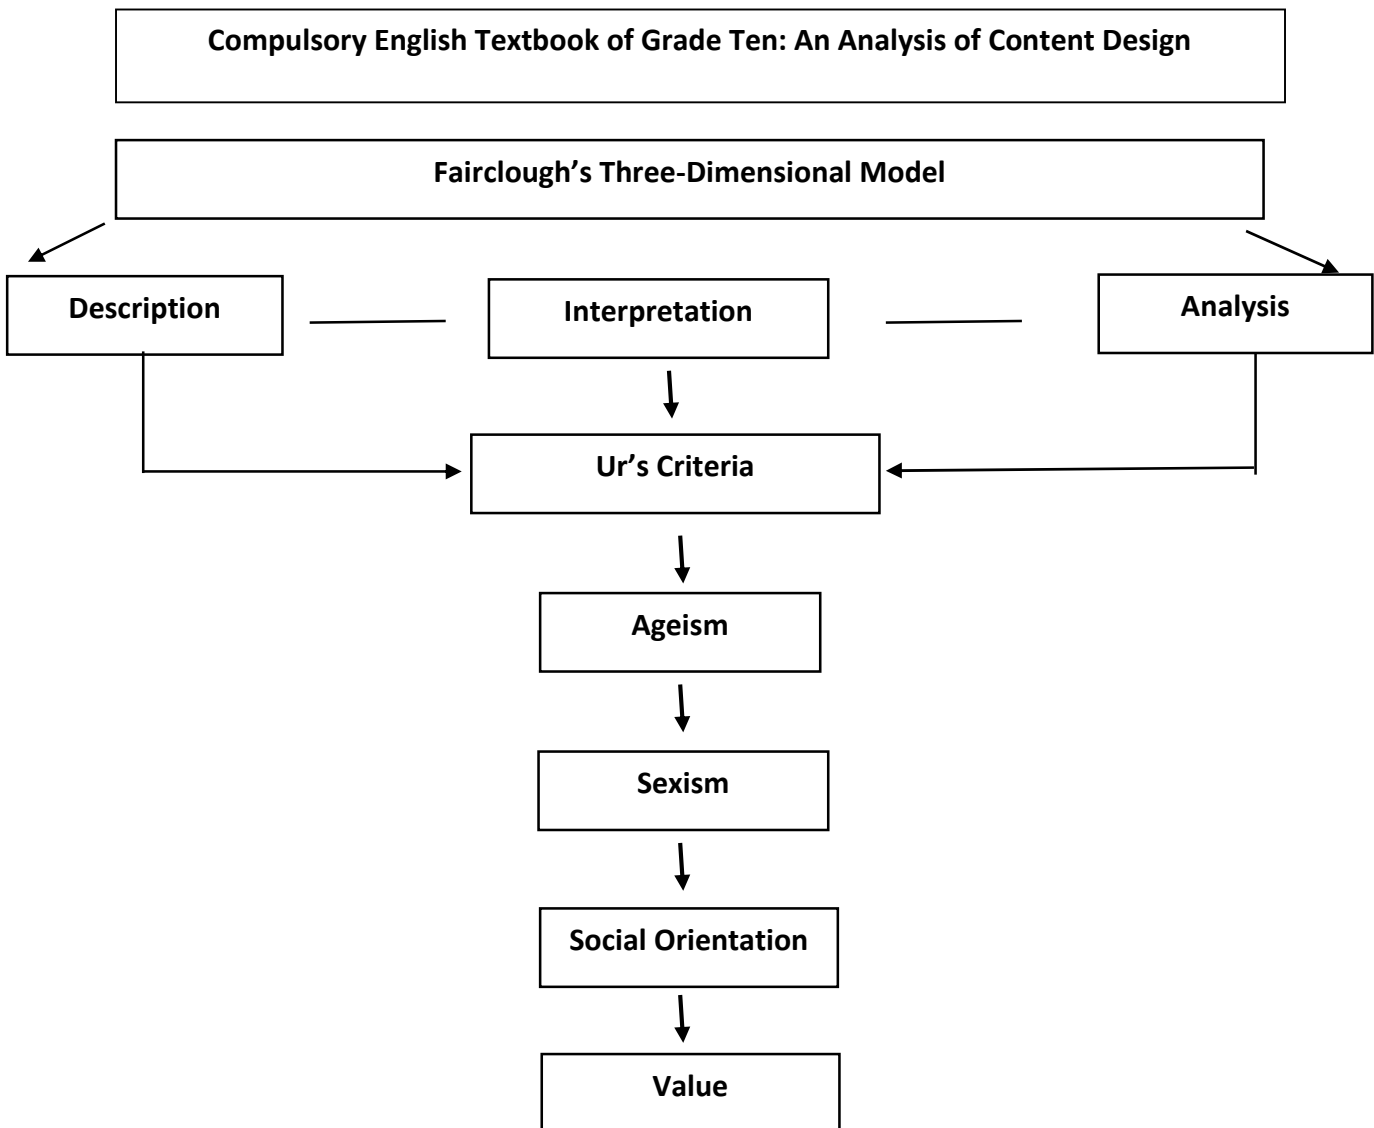 Compulsory English Textbook of Grade Ten: An Analysis of Content Design
Fairclough’s Three-Dimensional Model
Description
Interpretation
Analysis
Ur’s Criteria
Ageism
Sexism
Social Orientation
Value